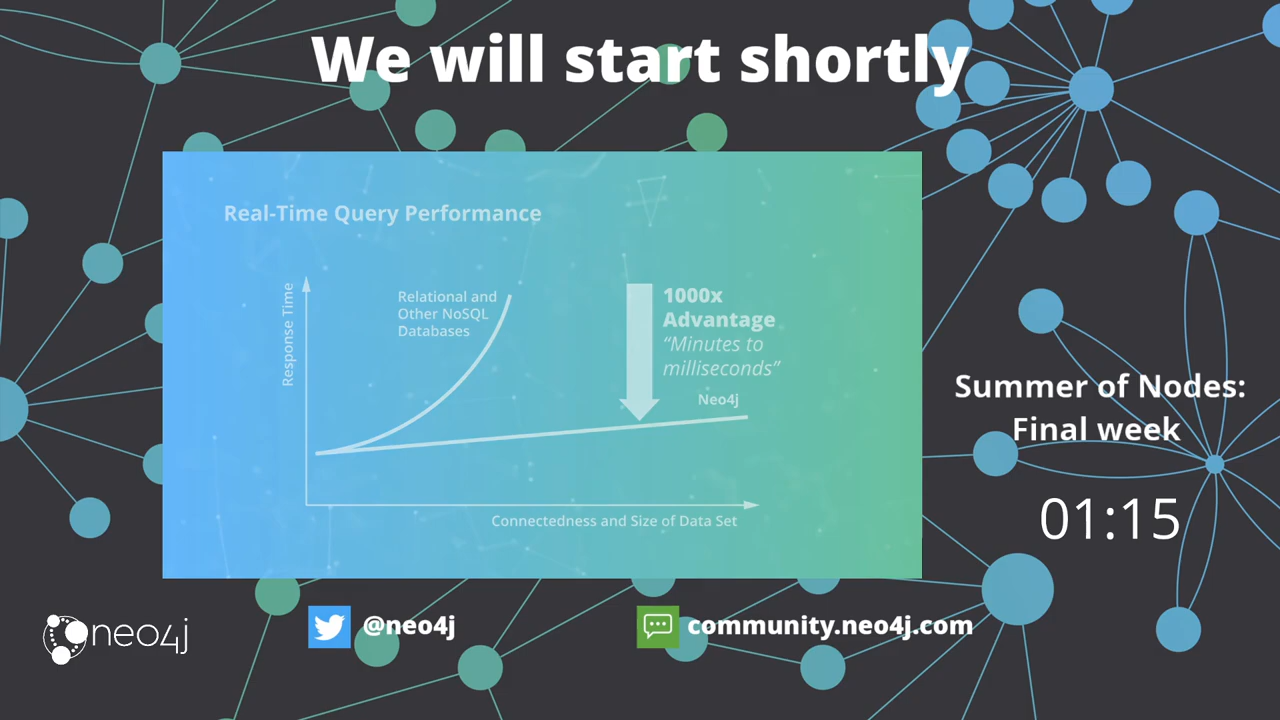 We will start shortly
Real-Time Query Performance
Response Time
Relational and
Other NoSQL
Databases
1000x
Advantage
“Minutes to
milliseconds”
Neo4j
Connectedness and Size of Data Set
Summer of Nodes:
Final week
01:15
neo4j
@neo4j
community.neo4j.com